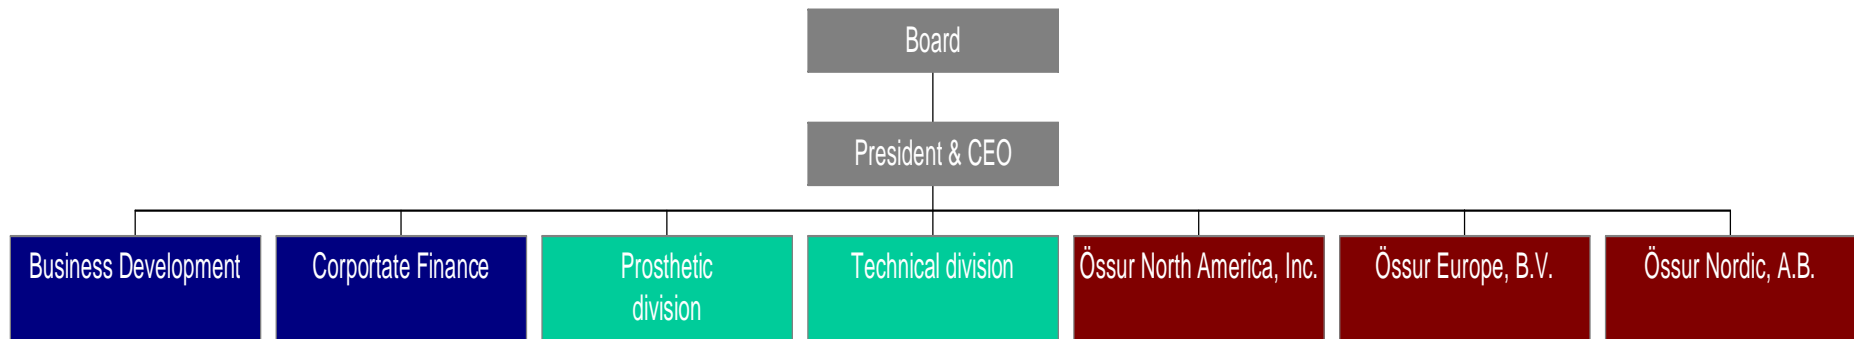 Board
President & CEO
Business Development
Corportate Finance
Prosthetic
division
Technical division
Össur North America, Inc.
Össur Europe, B.V.
Össur Nordic, A.B.